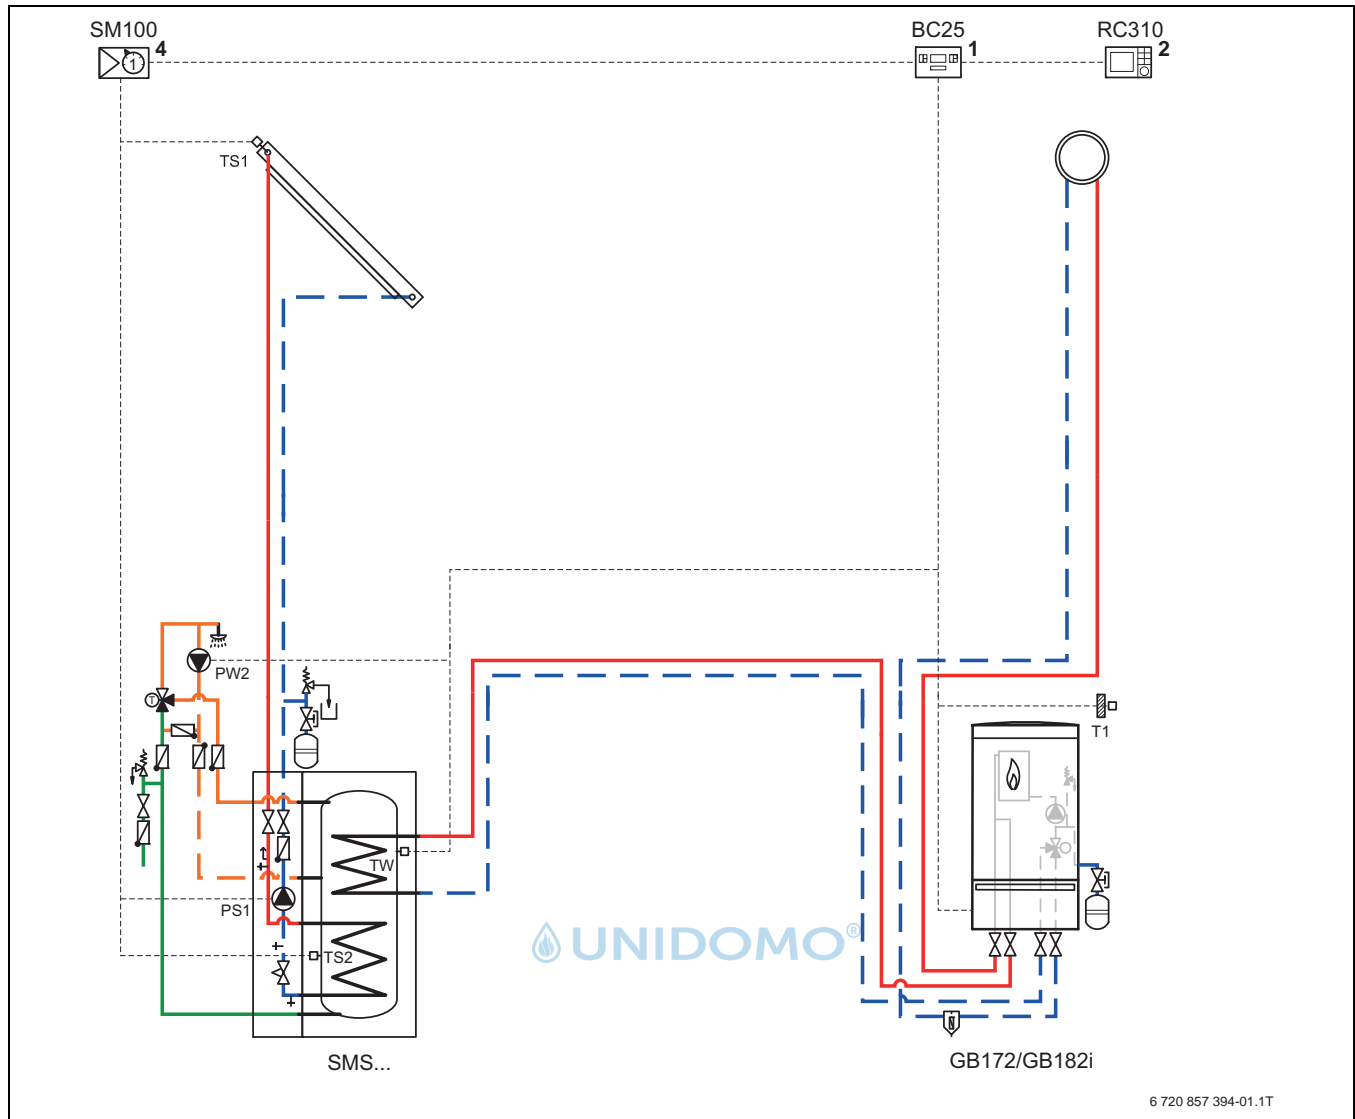 SM100
4
BC25
1
RC310
2
1
TS1
PW2
T
T1
TW
PS1
TS2
UNIDOMO®
SMS...
GB172/GB182i
6 720 857 394-01.1T